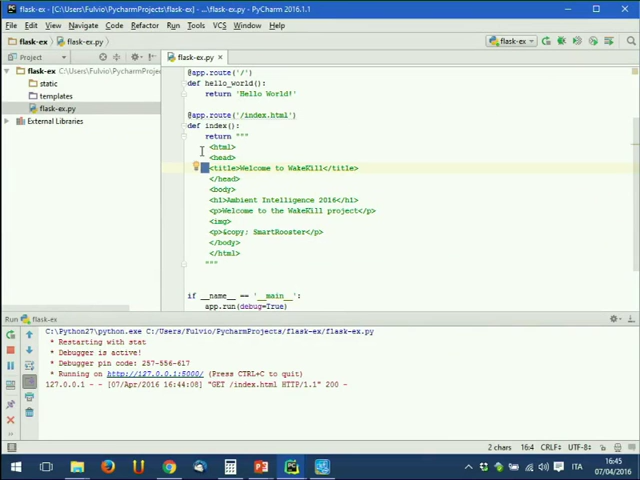 flask-ex - [C:\Users\Fulvio\PycharmProjects\flask-ex] - ...\flask-ex.py - PyCharm 2016.1.1
File Edit View Navigate Code Refactor Run Tools VCS Window Help
flask-ex flask-ex.py flask-ex
Project flask-ex.py
flask-ex C:\Users\Fulvio\PycharmProjec
static
templates
flask-ex.py
External Libraries
@app.route('/')
def hello_world():
return 'Hello World!'
@app.route('/index.html')
def index():
return """
<html>
<head>
<title>Welcome to WakeKill</title>
</head>
<body>
<h1>Ambient Intelligence 2016</h1>
<p>Welcome to the WakeKill project</p>
<img>
<p>&copy; SmartRooster</p>
</body>
</html>
"""
if __name__ == '__main__':
app.run(debug=True)
Run flask-ex
C:\Python27\python.exe C:/Users/Fulvio/PycharmProjects/flask-ex/flask-ex.py
* Restarting with stat
* Debugger is active!
* Debugger pin code: 257-556-617
* Running on http://127.0.0.1:5000/ (Press CTRL+C to quit)
127.0.0.1 - - [07/Apr/2016 16:44:08] "GET /index.html HTTP/1.1" 200 -
2 chars 16:4 CRLF÷ UTF-8÷
ITA 16:45
07/04/2016